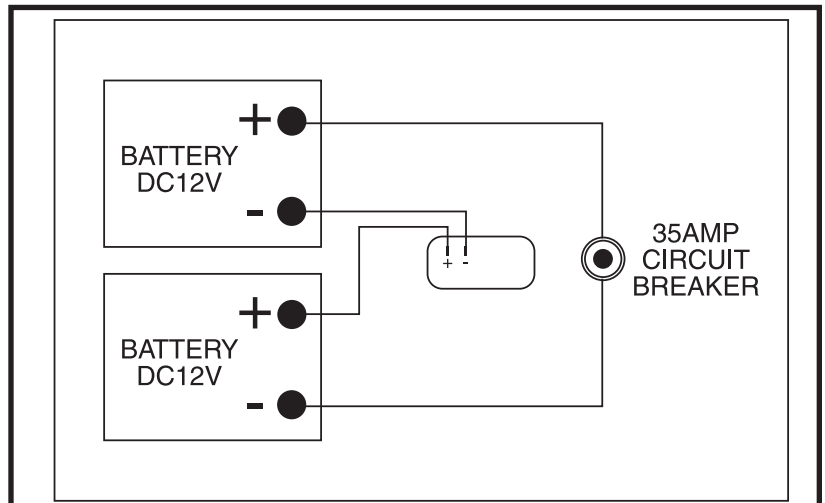 +
BATTERY
DC12V
-
+ -
+
BATTERY
DC12V
-
35AMP
CIRCUIT
BREAKER